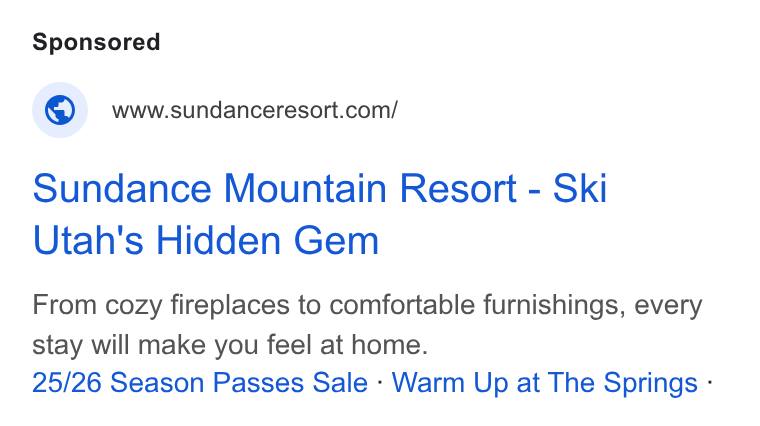 Sponsored
www.sundanceresort.com/
Sundance Mountain Resort - Ski
Utah's Hidden Gem
From cozy fireplaces to comfortable furnishings, every
stay will make you feel at home.
25/26 Season Passes Sale · Warm Up at The Springs ·